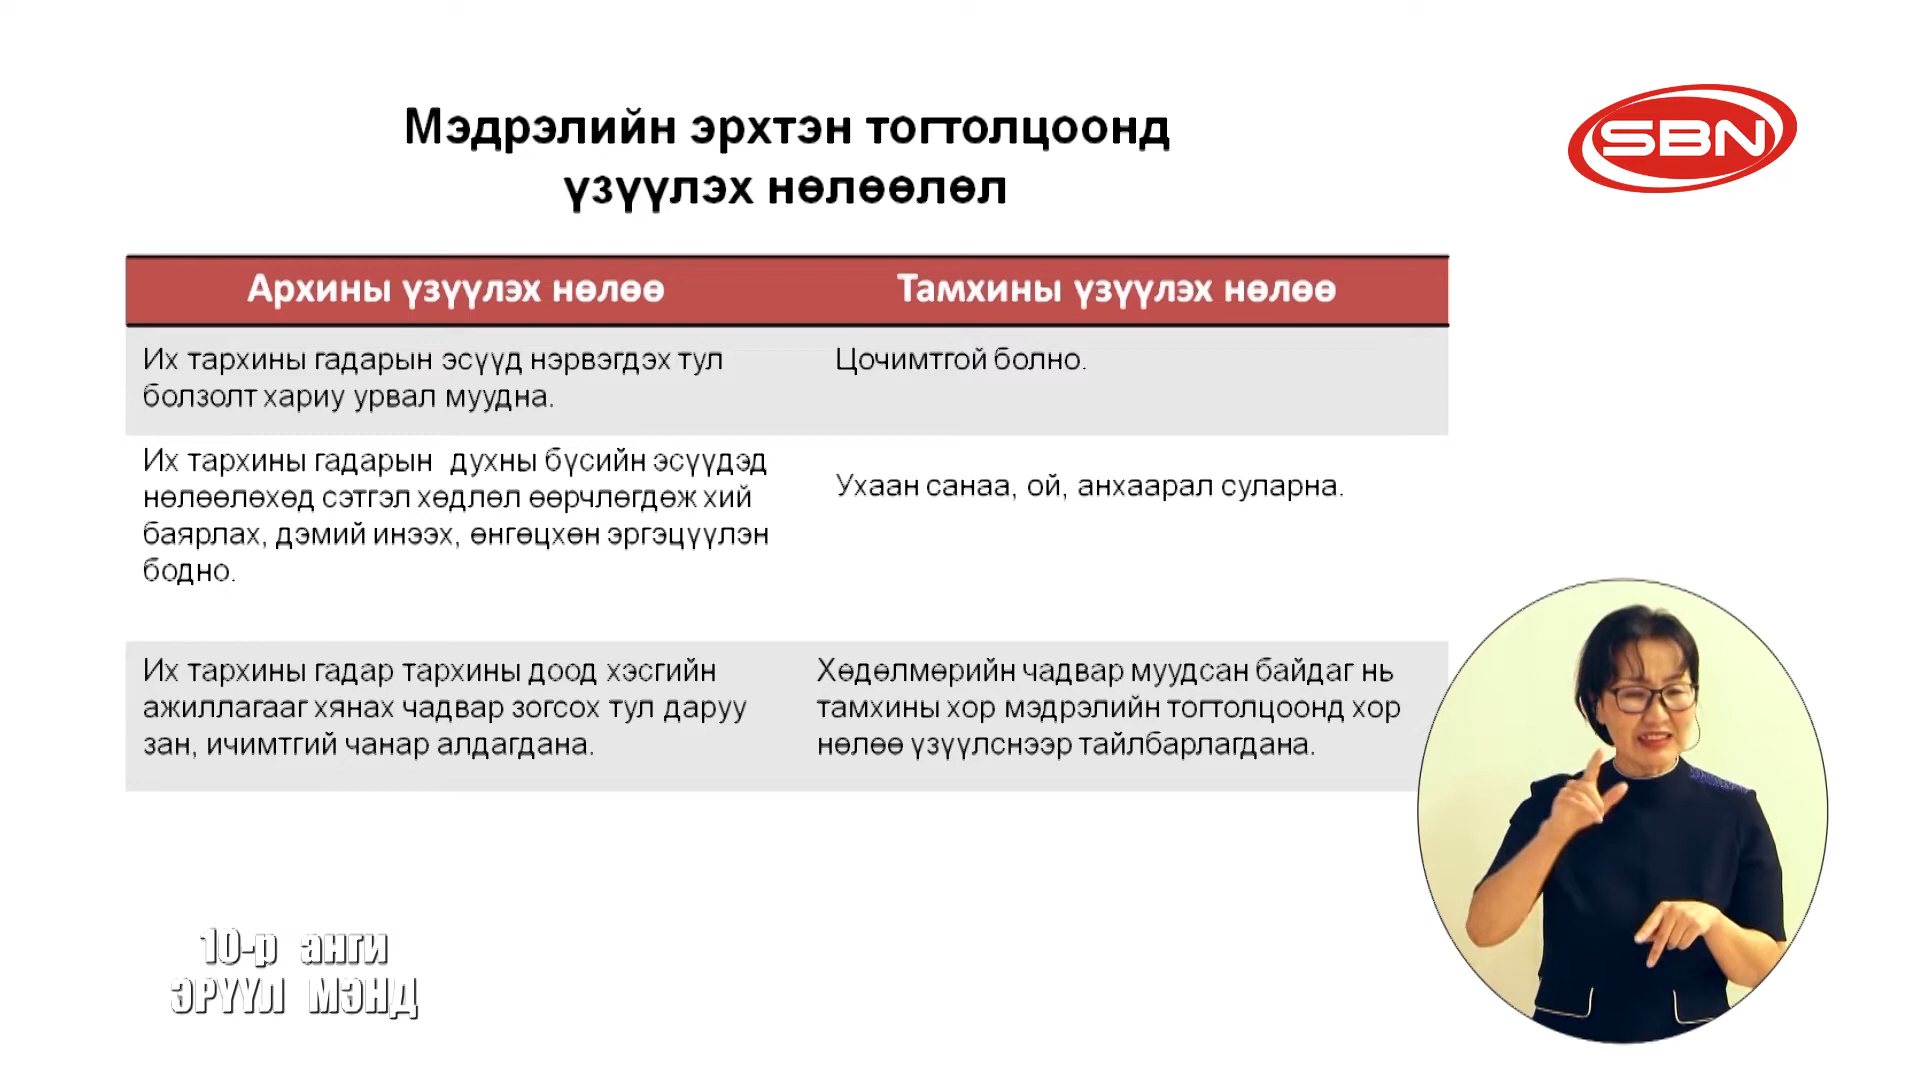 Мэдрэлийн эрхтэн тогтолцоонд
үзүүлэх нөлөөлөл
SBN
Архины үзүүлэх нөлөө
Тамхины үзүүлэх нөлөө
Их тархины гадарын эсүүд нэрвэгдэх тул
болзолт хариу урвал муудна.
Цочимтгой болно.
Их тархины гадарын духны бүсийн эсүүдэд
нөлөөлөхөд сэтгэл хөдлөл өөрчлөгдөж хий
баярлах, дэмий инээх, өнгөцхөн эргэцүүлэн
бодно.
Ухаан санаа, ой, анхаарал суларна.
Их тархины гадар тархины доод хэсгийн
ажиллагааг хянах чадвар зогсох тул даруу
зан, ичимтгий чанар алдагдана.
Хөдөлмөрийн чадвар муудсан байдаг нь
тамхины хор мэдрэлийн тогтолцоонд хор
нөлөө үзүүлснээр тайлбарлагдана.
10-р анги
ЭРҮҮЛ МЭНД